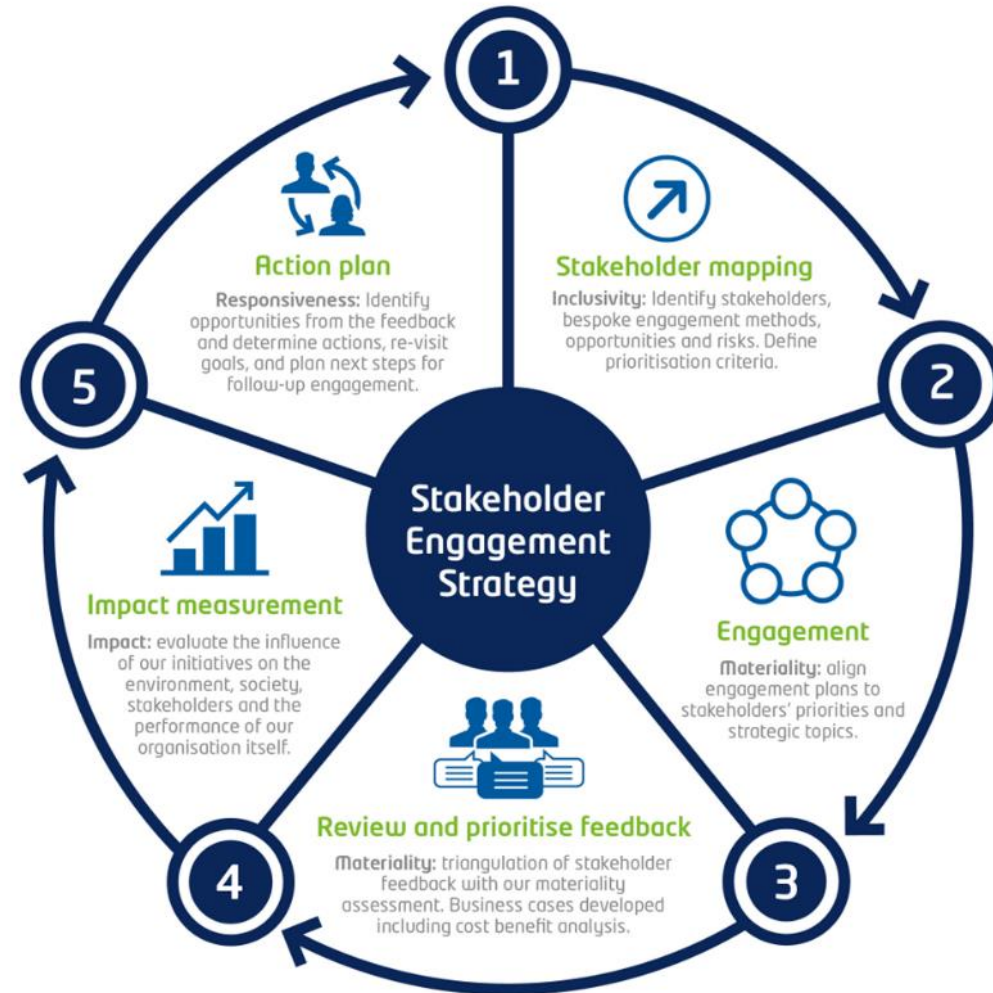 1
Stakeholder mapping
Inclusivity: Identify stakeholders,
bespoke engagement methods,
opportunities and risks. Define
prioritisation criteria.
2
Engagement
Materiality: align
engagement plans to
stakeholders' priorities and
strategic topics.
3
Review and prioritise feedback
Materiality: triangulation of stakeholder
feedback with our materiality
assessment. Business cases developed
including cost benefit analysis.
4
Impact measurement
Impact: evaluate the influence
of our initiatives on the
environment, society,
stakeholders and the
performance of our
organisation itself.
5
Action plan
Responsiveness: Identify
opportunities from the feedback
and determine actions, re-visit
goals, and plan next steps for
follow-up engagement.
Stakeholder
Engagement
Strategy